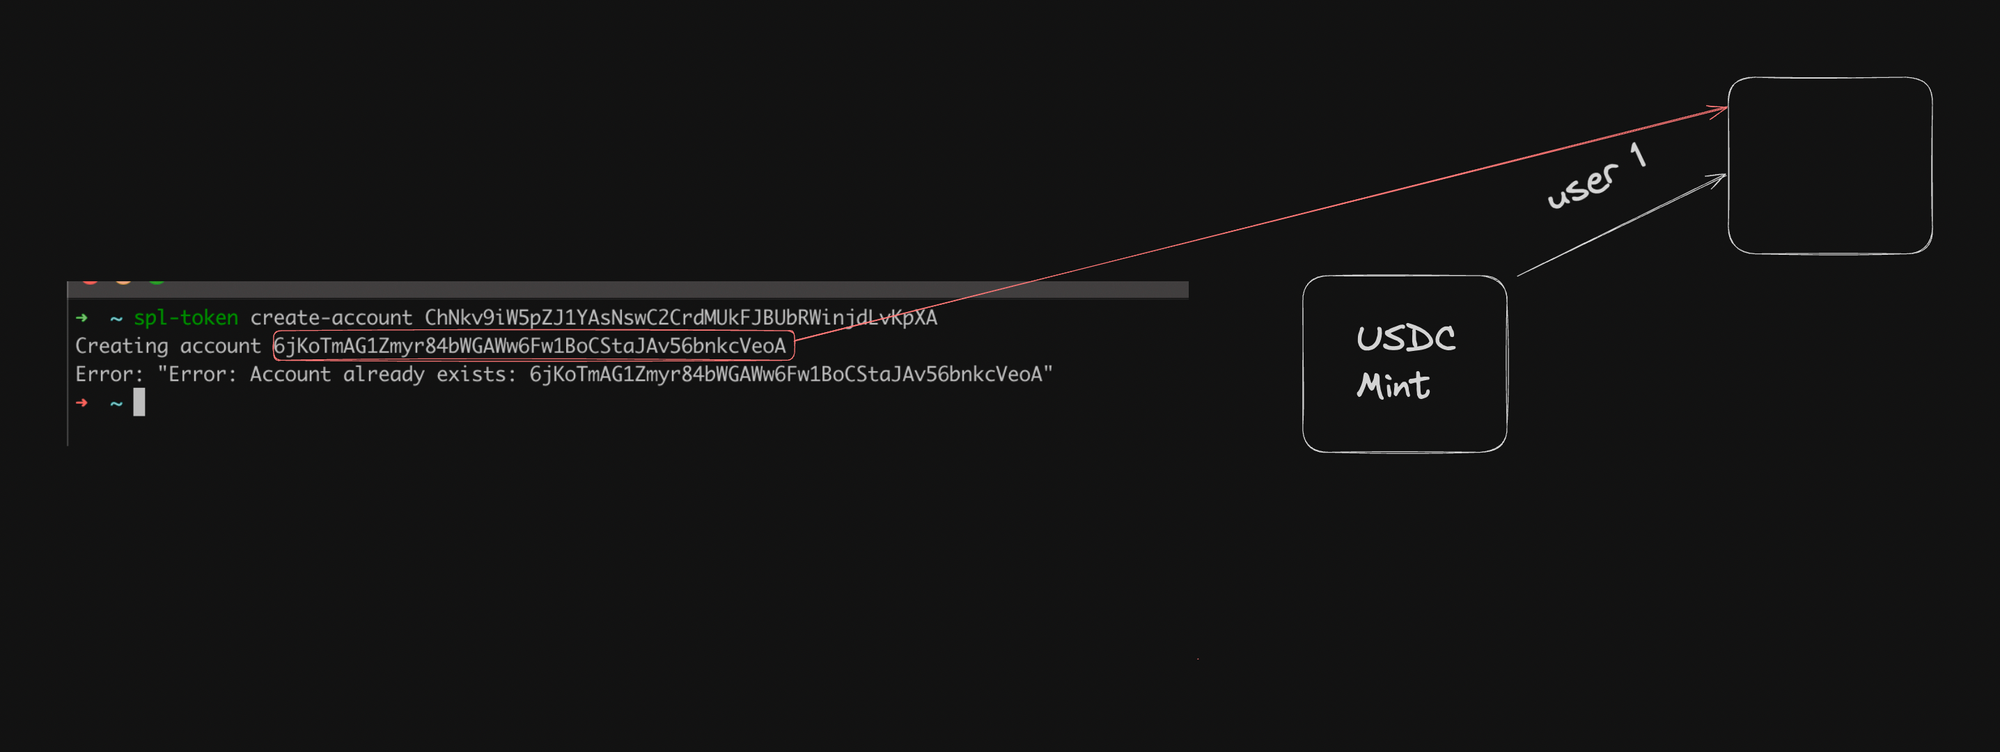 ➜ ~ spl-token create-account ChNkv9iW5pZJ1YAsNswC2CrdMUkFJBUbRWinjdLvKpXA
Creating account 6jKoTmAG1Zmyr84bWGAWw6Fw1BoCStaJAv56bnkcVeoA
Error: "Error: Account already exists: 6jKoTmAG1Zmyr84bWGAWw6Fw1BoCStaJAv56bnkcVeoA"
➜ ~
user 1
USDC
Mint